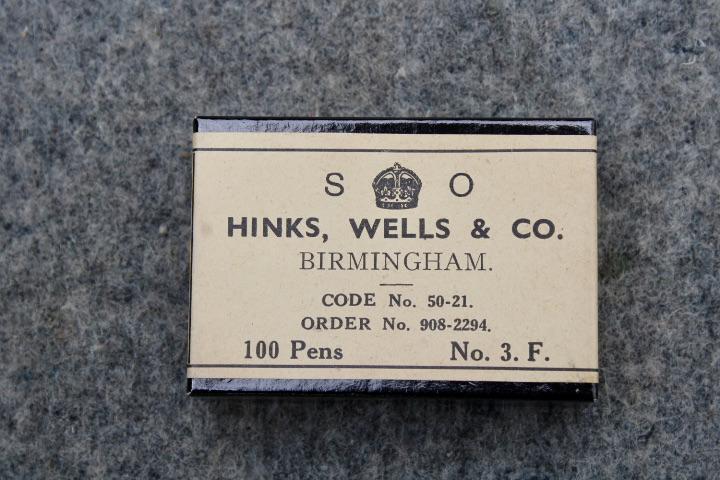 S O
HINKS, WELLS & CO.
BIRMINGHAM.
CODE No. 50-21.
ORDER No. 908-2294.
100 Pens No. 3. F.